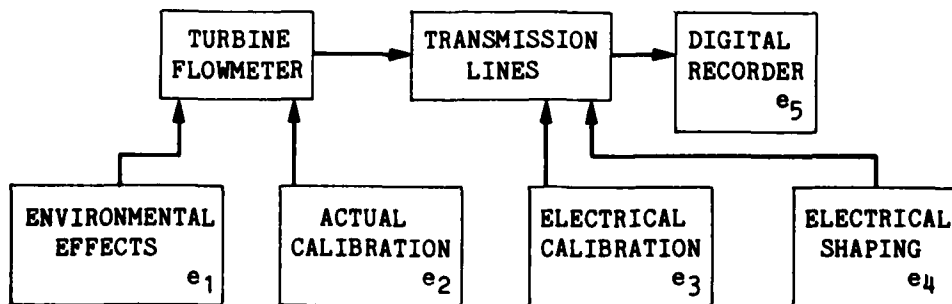 TURBINE
FLOWMETER
TRANSMISSION
LINES
DIGITAL
RECORDER
e5
ENVIRONMENTAL
EFFECTS
e1
ACTUAL
CALIBRATION
e2
ELECTRICAL
CALIBRATION
e3
ELECTRICAL
SHAPING
e4